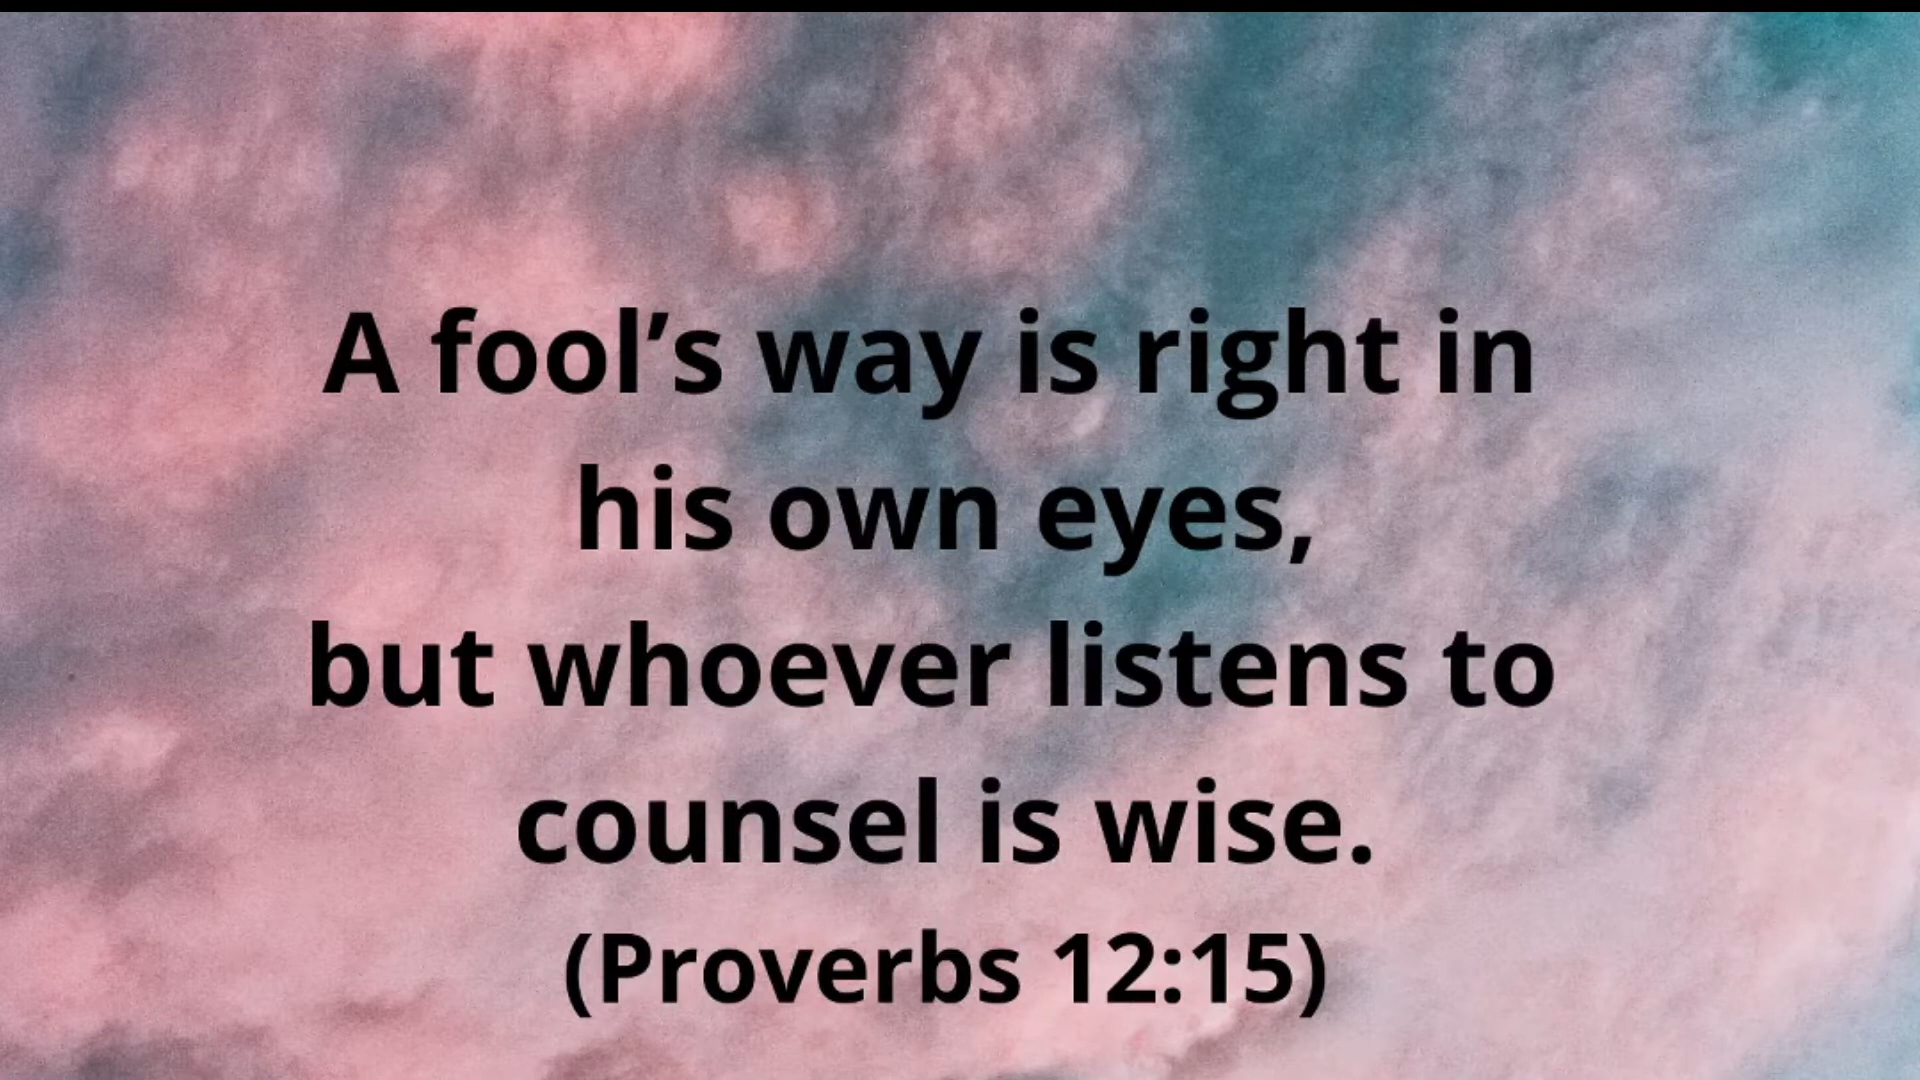 A fool’s way is right in
his own eyes,
but whoever listens to
counsel is wise.
(Proverbs 12:15)